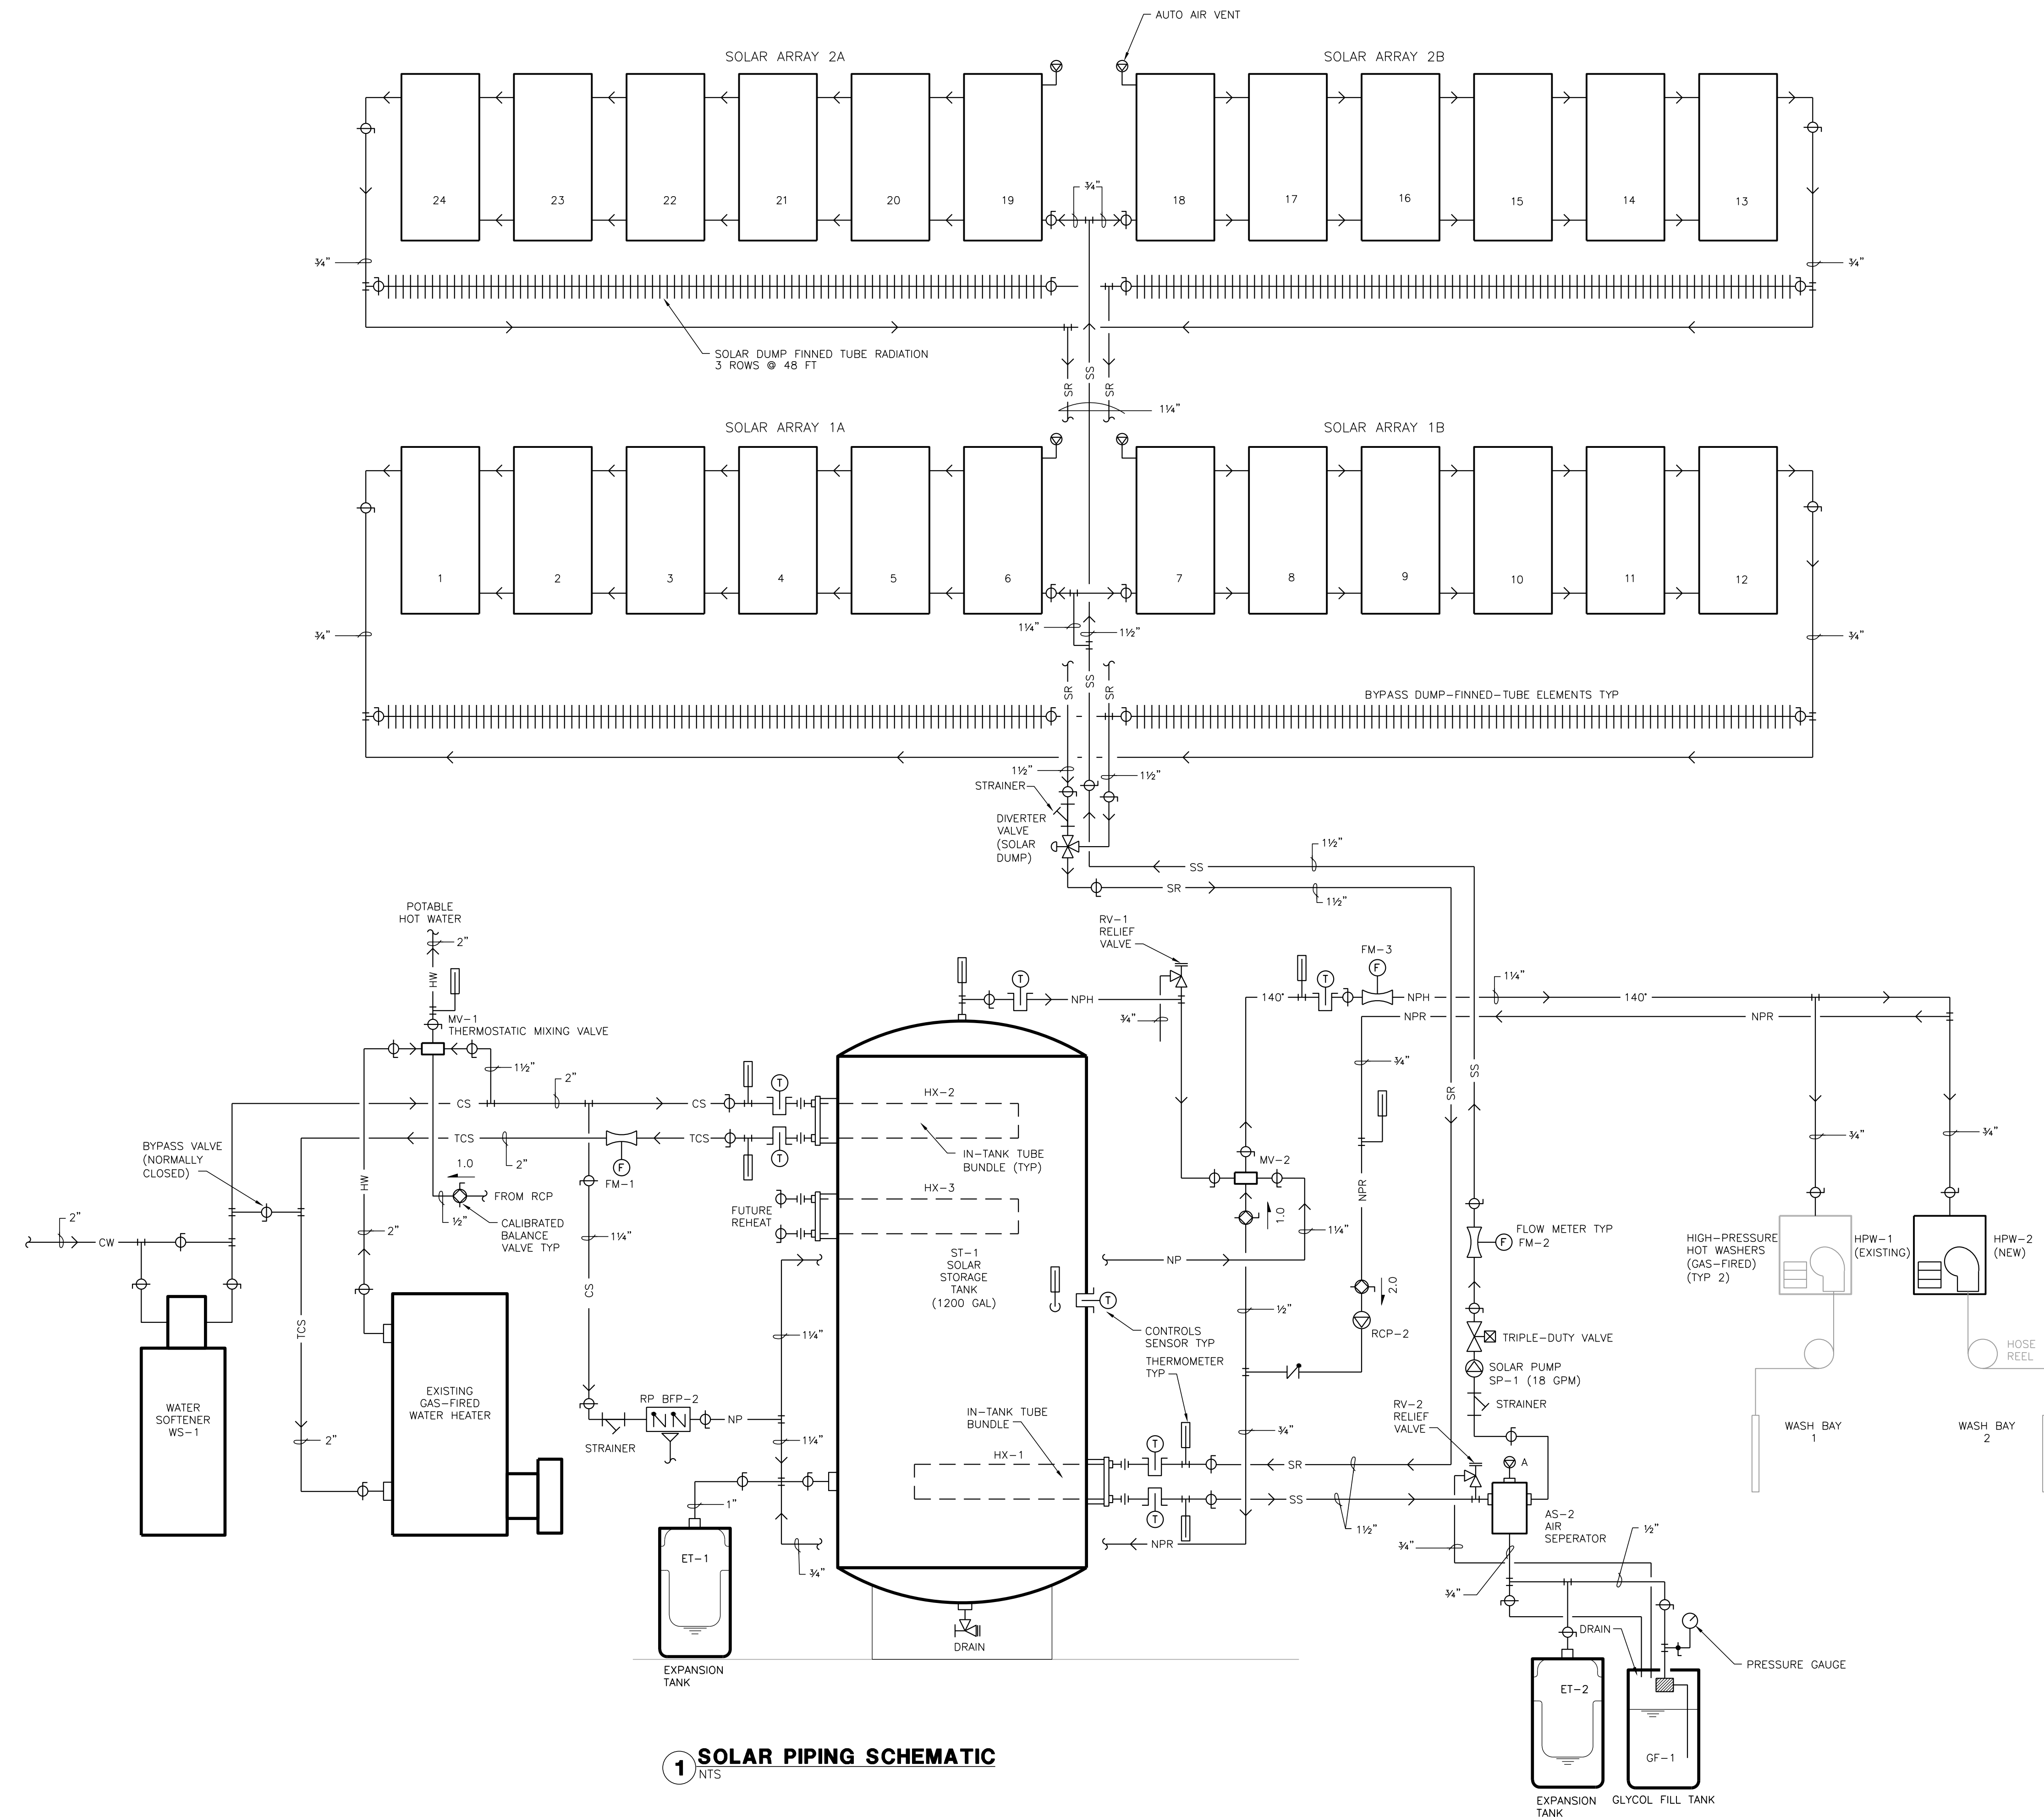 AUTO AIR VENT
SOLAR ARRAY 2A
SOLAR ARRAY 2B
24
23
22
21
20
19
18
17
16
15
14
13
¾"
¾"
¾"
SOLAR DUMP FINNED TUBE RADIATION
3 ROWS @ 48 FT
SR
SS
SR
1¼"
SOLAR ARRAY 1A
SOLAR ARRAY 1B
1
2
3
4
5
6
7
8
9
10
11
12
¾"
1¼"
1½"
¾"
SR
SS
SR
BYPASS DUMP-FINNED-TUBE ELEMENTS TYP
1½"
1½"
STRAINER
DIVERTER
VALVE
(SOLAR
DUMP)
1½"
SS
SR
1½"
POTABLE
HOT WATER
2"
HW
MV-1
THERMOSTATIC MIXING VALVE
1½"
2"
CS
CS
TCS
TCS
2"
FM-1
BYPASS VALVE
(NORMALLY
CLOSED)
1.0
HW
FROM RCP
½"
CALIBRATED
BALANCE
VALVE TYP
2"
CW
2"
1¼"
CS
TCS
2"
WATER
SOFTENER
WS-1
EXISTING
GAS-FIRED
WATER HEATER
RP BFP-2
NP
STRAINER
T
T
F
HX-2
IN-TANK TUBE
BUNDLE (TYP)
HX-3
FUTURE
REHEAT
ST-1
SOLAR
STORAGE
TANK
(1200 GAL)
1¼"
1¼"
1"
ET-1
EXPANSION
TANK
¾"
DRAIN
IN-TANK TUBE
BUNDLE
HX-1
T
NPH
RV-1
RELIEF
VALVE
¾"
FM-3
F
T
140°
NPH
1¼"
140°
NPR
NPR
¾"
SR
SS
MV-2
1.0
NPR
1¼"
NP
T
½"
2.0
RCP-2
CONTROLS
SENSOR TYP
THERMOMETER
TYP
¾"
T
T
SR
SS
1½"
NPR
¾"
¾"
FLOW METER TYP
F
FM-2
TRIPLE-DUTY VALVE
SOLAR PUMP
SP-1 (18 GPM)
STRAINER
RV-2
RELIEF
VALVE
A
AS-2
AIR
SEPERATOR
½"
¾"
¾"
DRAIN
PRESSURE GAUGE
ET-2
GF-1
EXPANSION
TANK
GLYCOL FILL TANK
HIGH-PRESSURE
HOT WASHERS
(GAS-FIRED)
(TYP 2)
HPW-1
(EXISTING)
HPW-2
(NEW)
HOSE
REEL
WASH BAY
1
WASH BAY
2
1 SOLAR PIPING SCHEMATIC
NTS